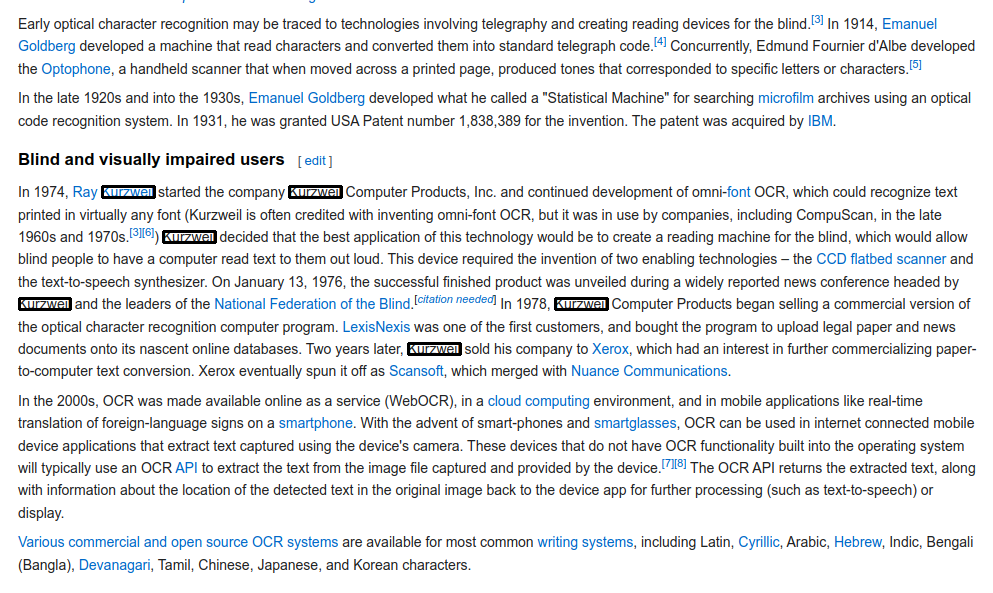 Early optical character recognition may be traced to technologies involving telegraphy and creating reading devices for the blind.[3] In 1914, Emanuel
Goldberg developed a machine that read characters and converted them into standard telegraph code.[4] Concurrently, Edmund Fournier d'Albe developed
the Optophone, a handheld scanner that when moved across a printed page, produced tones that corresponded to specific letters or characters.[5]
In the late 1920s and into the 1930s, Emanuel Goldberg developed what he called a "Statistical Machine" for searching microfilm archives using an optical
code recognition system. In 1931, he was granted USA Patent number 1,838,389 for the invention. The patent was acquired by IBM.
Blind and visually impaired users [ edit ]
In 1974, Ray Kurzweil started the company Kurzweil Computer Products, Inc. and continued development of omni-font OCR, which could recognize text
printed in virtually any font (Kurzweil is often credited with inventing omni-font OCR, but it was in use by companies, including CompuScan, in the late
1960s and 1970s.[3][6]) Kurzweil decided that the best application of this technology would be to create a reading machine for the blind, which would allow
blind people to have a computer read text to them out loud. This device required the invention of two enabling technologies – the CCD flatbed scanner and
the text-to-speech synthesizer. On January 13, 1976, the successful finished product was unveiled during a widely reported news conference headed by
Kurzweil and the leaders of the National Federation of the Blind.[citation needed] In 1978, Kurzweil Computer Products began selling a commercial version of
the optical character recognition computer program. LexisNexis was one of the first customers, and bought the program to upload legal paper and news
documents onto its nascent online databases. Two years later, Kurzweil sold his company to Xerox, which had an interest in further commercializing paper-
to-computer text conversion. Xerox eventually spun it off as Scansoft, which merged with Nuance Communications.
In the 2000s, OCR was made available online as a service (WebOCR), in a cloud computing environment, and in mobile applications like real-time
translation of foreign-language signs on a smartphone. With the advent of smart-phones and smartglasses, OCR can be used in internet connected mobile
device applications that extract text captured using the device's camera. These devices that do not have OCR functionality built into the operating system
will typically use an OCR API to extract the text from the image file captured and provided by the device.[7][8] The OCR API returns the extracted text, along
with information about the location of the detected text in the original image back to the device app for further processing (such as text-to-speech) or
display.
Various commercial and open source OCR systems are available for most common writing systems, including Latin, Cyrillic, Arabic, Hebrew, Indic, Bengali
(Bangla), Devanagari, Tamil, Chinese, Japanese, and Korean characters.